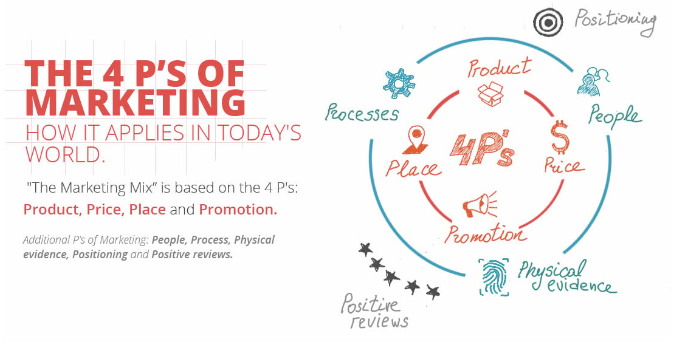 THE 4 P'S OF
MARKETING
HOW IT APPLIES IN TODAY'S
WORLD.
"The Marketing Mix” is based on the 4 P's:
Product, Price, Place and Promotion.
Additional P's of Marketing: People, Process, Physical
evidence, Positioning and Positive reviews.
Positioning
Product
Processes
People
4P's
Place
Price
Promotion
Physical
evidence
Positive
reviews